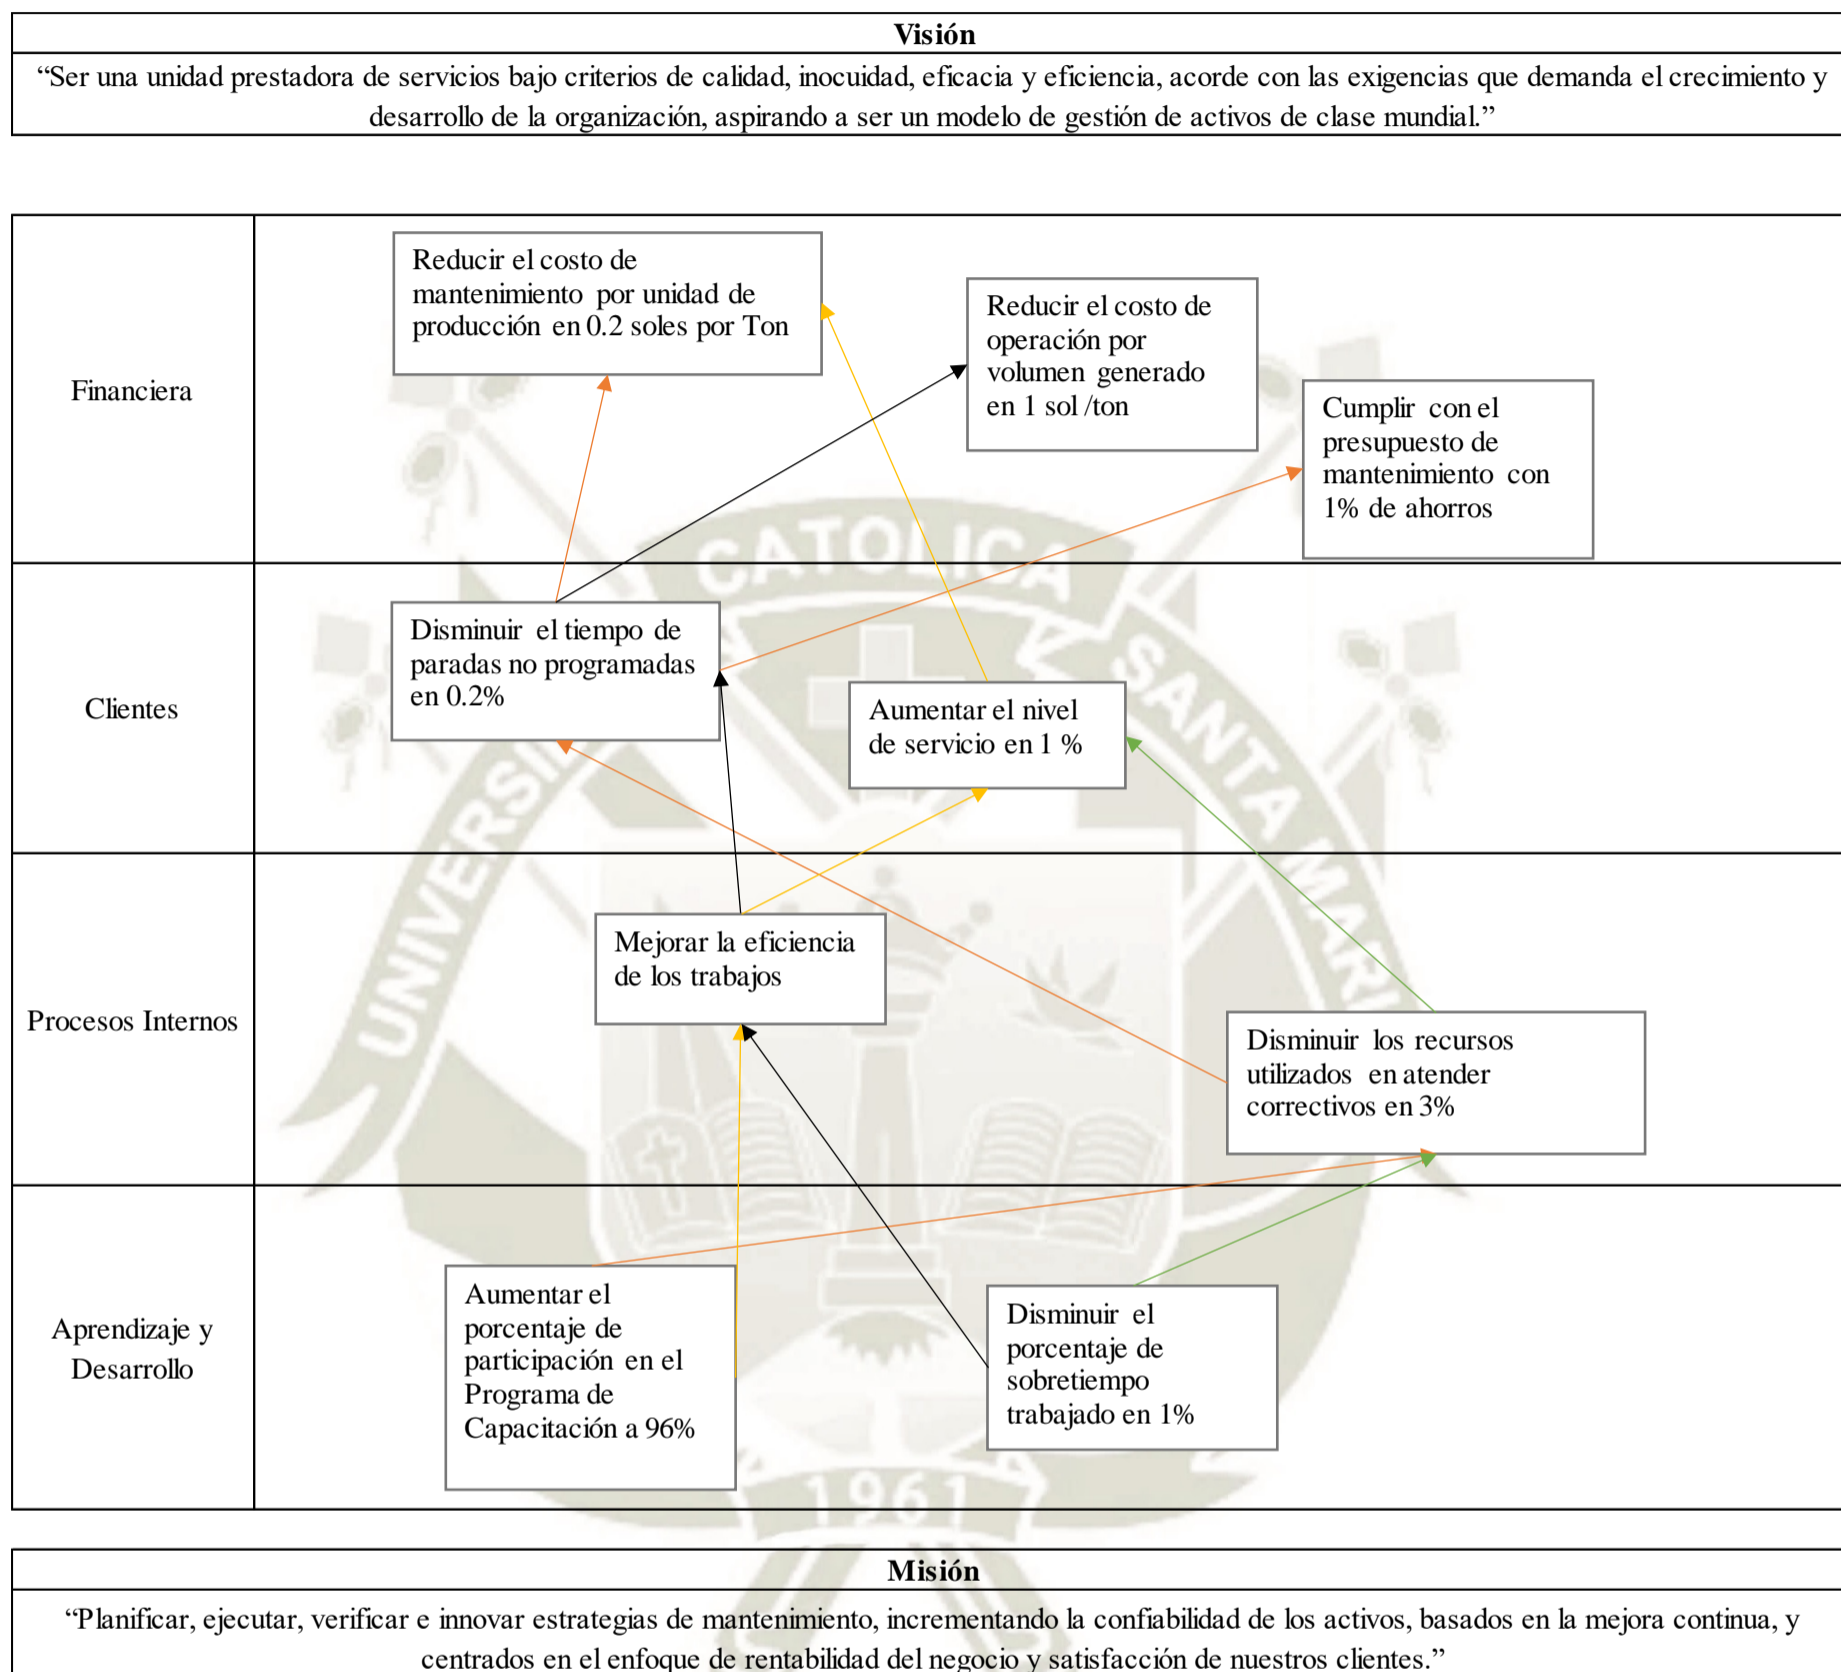 Visión
“Ser una unidad prestadora de servicios bajo criterios de calidad, inocuidad, eficacia y eficiencia, acorde con las exigencias que demanda el crecimiento y
desarrollo de la organización, aspirando a ser un modelo de gestión de activos de clase mundial.”
Financiera
Reducir el costo de
mantenimiento por unidad de
producción en 0.2 soles por Ton
Reducir el costo de
operación por
volumen generado
en 1 sol /ton
Cumplir con el
presupuesto de
mantenimiento con
1% de ahorros
Clientes
Disminuir el tiempo de
paradas no programadas
en 0.2%
Aumentar el nivel
de servicio en 1 %
Procesos Internos
Mejorar la eficiencia
de los trabajos
Disminuir los recursos
utilizados en atender
correctivos en 3%
Aprendizaje y
Desarrollo
Aumentar el
porcentaje de
participación en el
Programa de
Capacitación a 96%
Disminuir el
porcentaje de
sobretiempo
trabajado en 1%
CATOLICA
SANTA MARI
UNIVERSI
1961
Misión
“Planificar, ejecutar, verificar e innovar estrategias de mantenimiento, incrementando la confiabilidad de los activos, basados en la mejora continua, y
centrados en el enfoque de rentabilidad del negocio y satisfacción de nuestros clientes.”